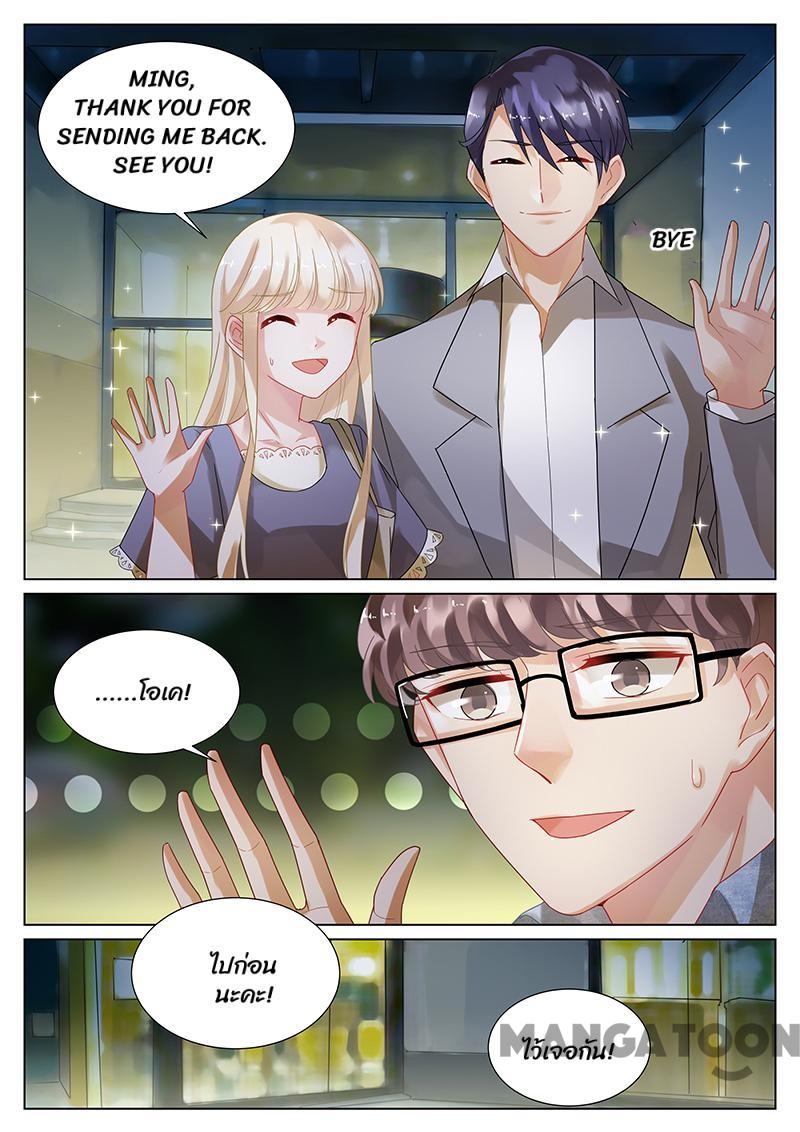 MING,
THANK YOU FOR
SENDING ME BACK.
SEE YOU!
BYE
......โอเค!
ไปก่อน
นะคะ!
ไว้เจอกัน!
MANGATOON